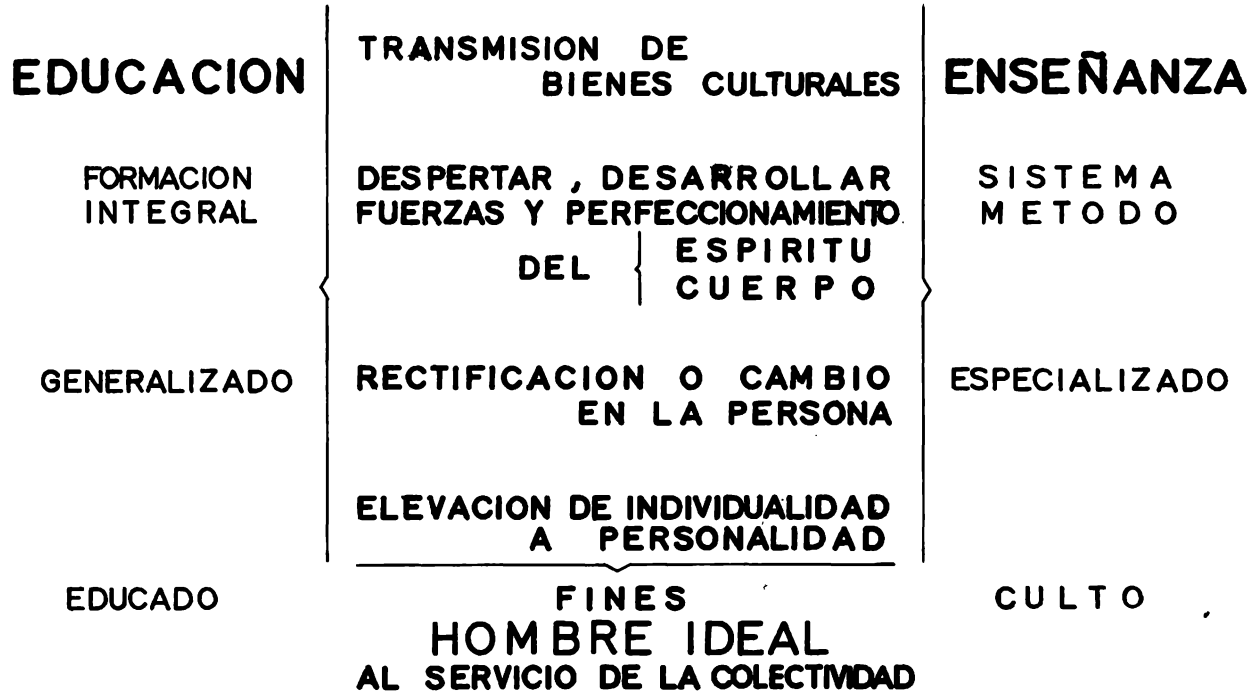 EDUCACION
FORMACION
INTEGRAL
GENERALIZADO
EDUCADO
TRANSMISION DE
BIENES CULTURALES
DESPERTAR , DESARROLLAR
FUERZAS Y PERFECCIONAMIENTO
DEL
ESPIRITU
CUERPO
RECTIFICACION O CAMBIO
EN LA PERSONA
ELEVACION DE INDIVIDUALIDAD
A PERSONALIDAD
FINES
HOMBRE IDEAL
AL SERVICIO DE LA COLECTIVIDAD
ENSEÑANZA
SISTEMA
METODO
ESPECIALIZADO
CULTO